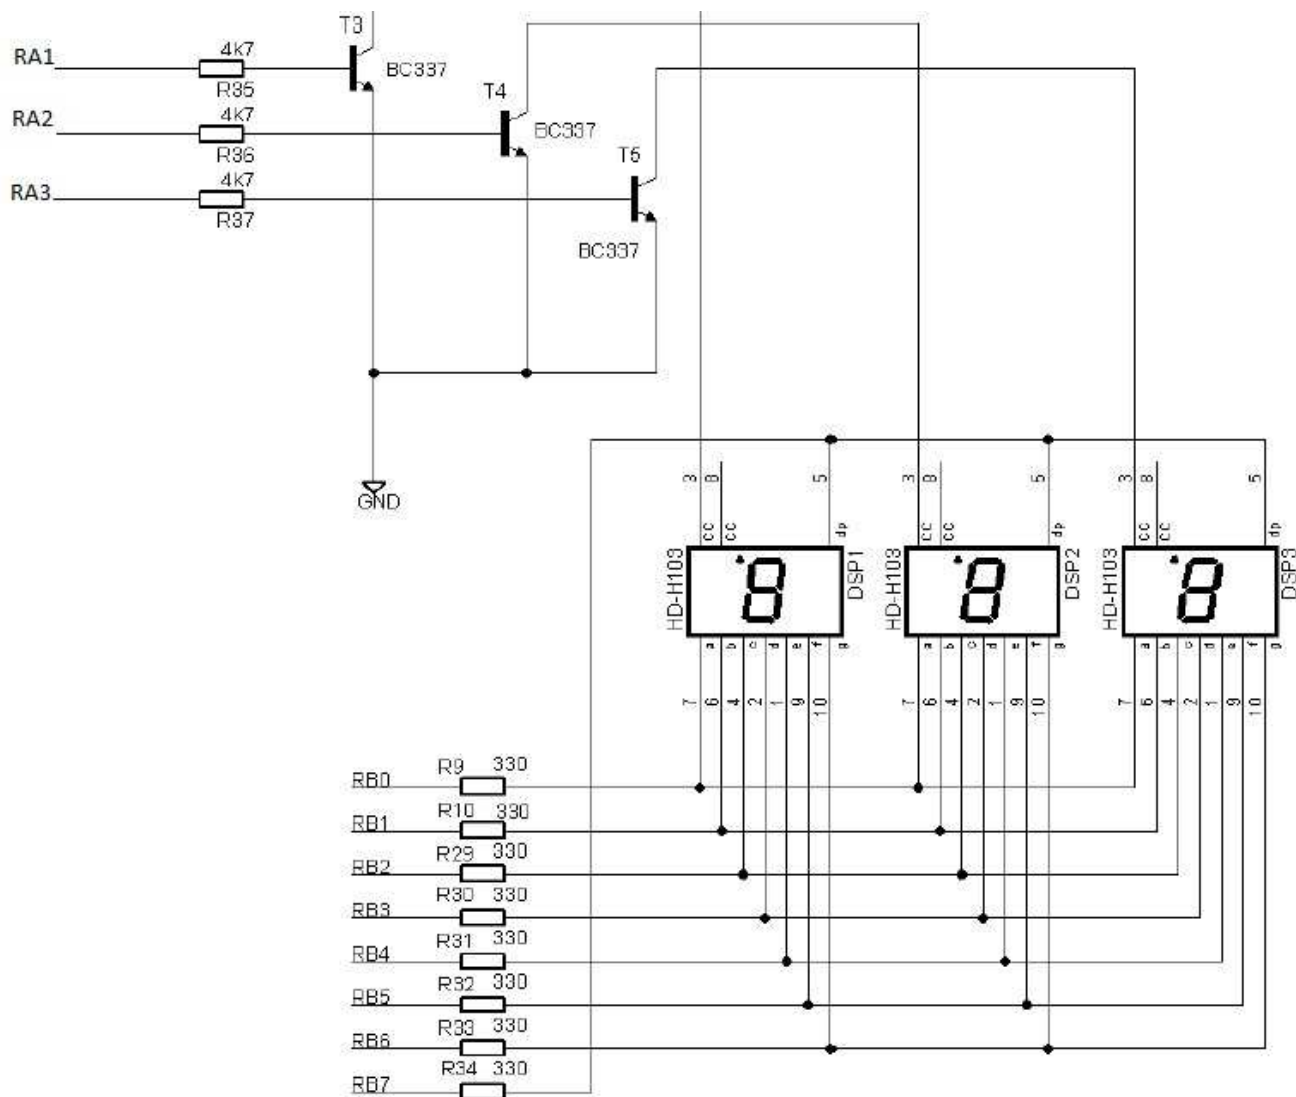 T3
RA1
4k7
BC337
R35
T4
RA2
4k7
BC337
R36
T5
RA3
4k7
R37
BC337
GND
3 8 5 3 8 5 3 8 5
cc cc dp cc cc dp cc cc dp
HD-H103 DSP1 HD-H103 DSP2 HD-H103 DSP3
a b c d e f g a b c d e f g a b c d e f g
7 6 4 2 1 9 10 7 6 4 2 1 9 10 7 6 4 2 1 9 10
RB0 R9 330
RB1 R10 330
RB2 R29 330
RB3 R30 330
RB4 R31 330
RB5 R32 330
RB6 R33 330
RB7 R34 330